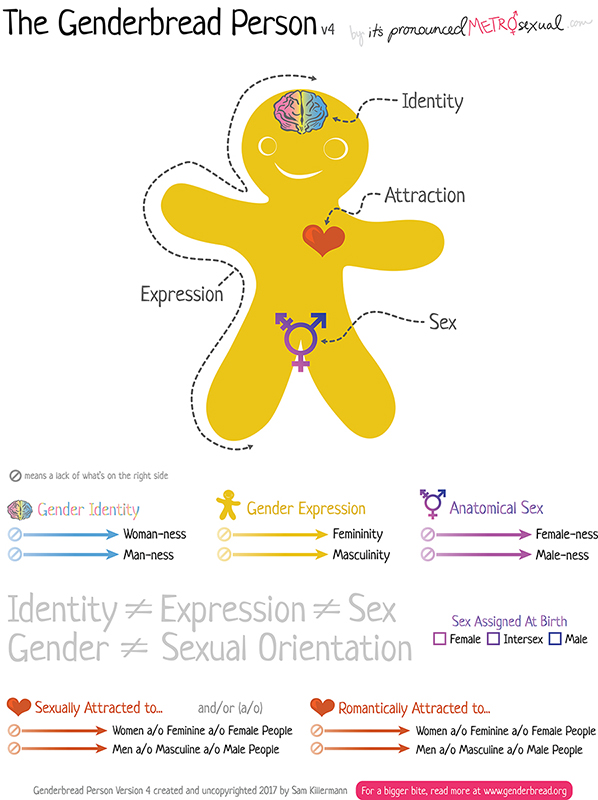 The Genderbread Person v4 by it's pronounced METROsexual.com
Identity
Attraction
Expression
Sex
means a lack of what's on the right side
Gender Identity
Woman-ness
Man-ness
Gender Expression
Femininity
Masculinity
Anatomical Sex
Female-ness
Male-ness
Identity ≠ Expression ≠ Sex
Gender ≠ Sexual Orientation
Sex Assigned At Birth
Female Intersex Male
Sexually Attracted to... and/or (a/o)
Women a/o Feminine a/o Female People
Men a/o Masculine a/o Male People
Romantically Attracted to...
Women a/o Feminine a/o Female People
Men a/o Masculine a/o Male People
Genderbread Person Version 4 created and uncopyrighted 2017 by Sam Killermann
For a bigger bite, read more at www.genderbread.org